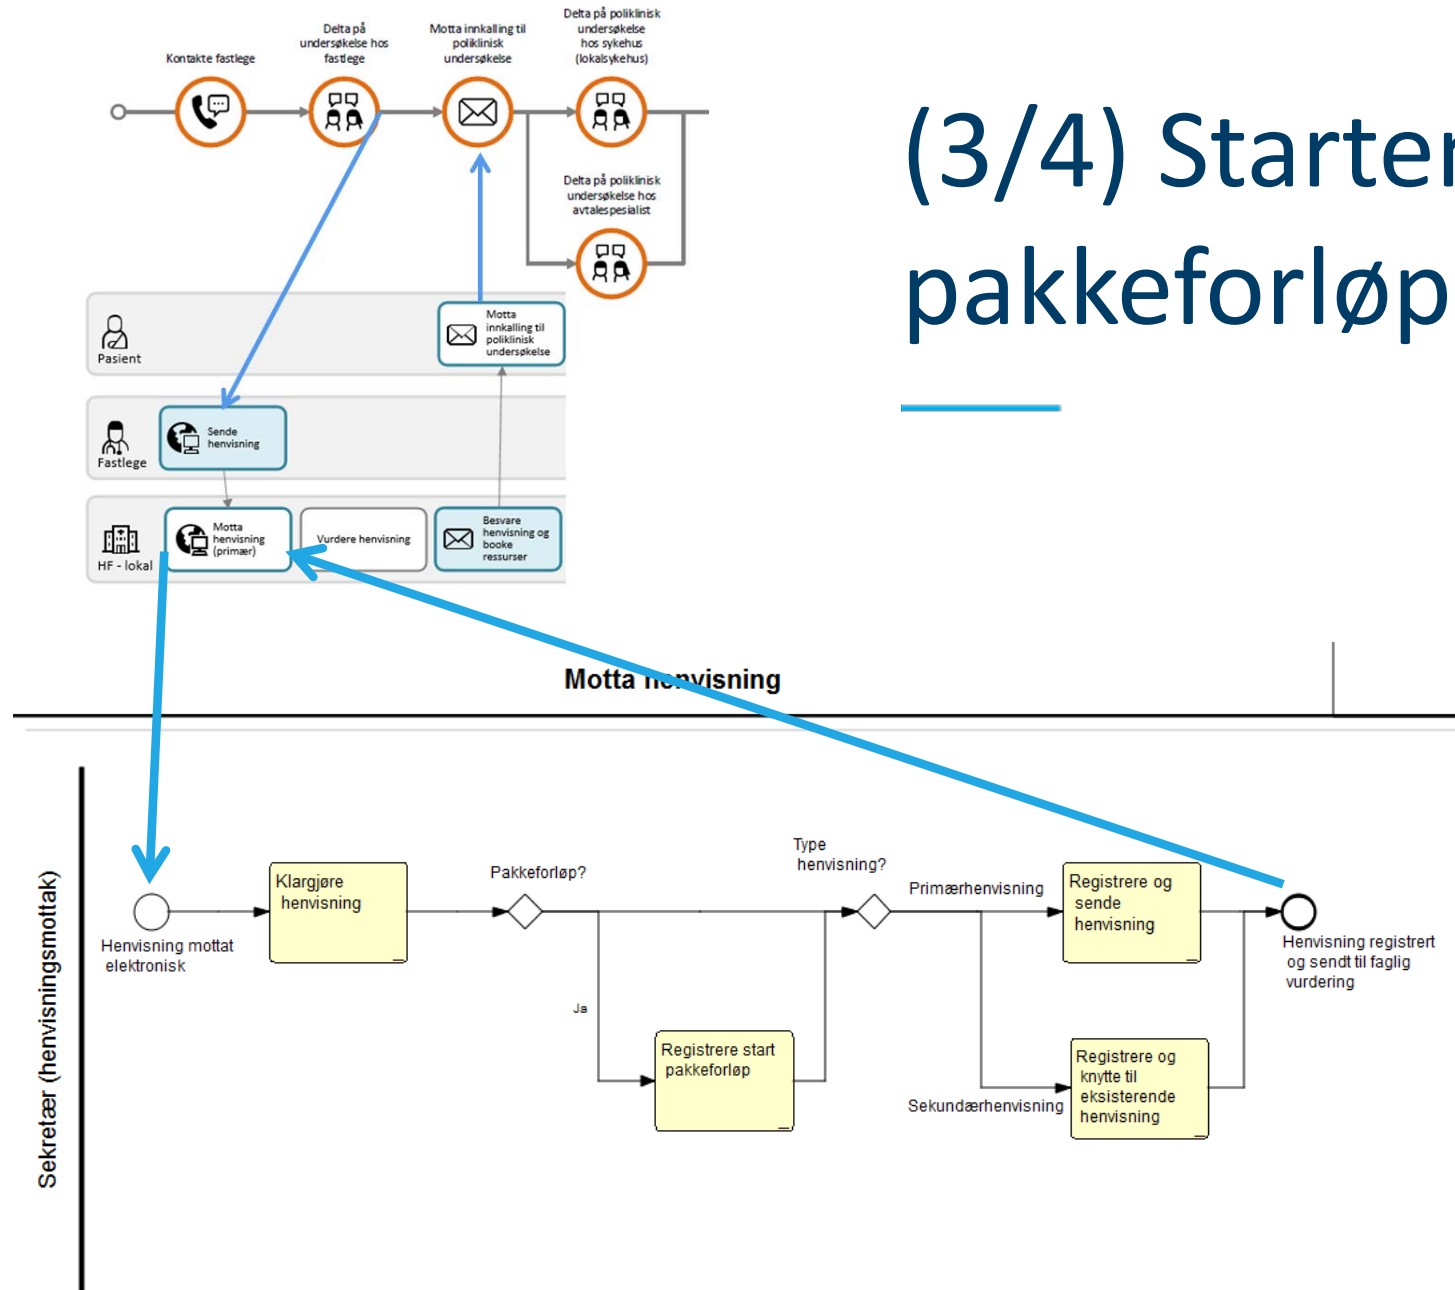 Kontakte fastlege
Delta på
undersøkelse hos
fastlege
Motta innkalling til
poliklinisk
undersøkelse
Delta på poliklinisk
undersøkelse
hos sykehus
(lokalsykehus)
Delta på poliklinisk
undersøkelse hos
avtalespesialist
(3/4) Starter
pakkeforløp
Pasient
Motta
innkalling til
poliklinisk
undersøkelse
Fastlege
Sende
henvisning
HF - lokal
Motta
henvisning
(primær)
Vurdere henvisning
Besvare
henvisning og
booke
ressurser
Motta henvisning
Sekretær (henvisningsmottak)
Henvisning mottat
elektronisk
Klargjøre
henvisning
Pakkeforløp?
Ja
Registrere start
pakkeforløp
Type
henvisning?
Primærhenvisning
Registrere og
sende
henvisning
Sekundærhenvisning
Registrere og
knytte til
eksisterende
henvisning
Henvisning registrert
og sendt til faglig
vurdering